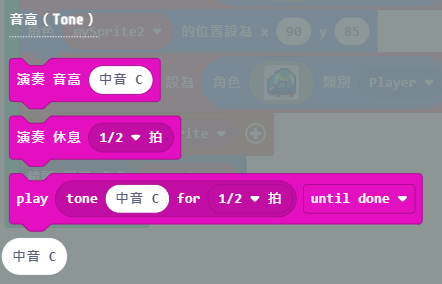 音高（Tone）
角色 mySprite2 的位置設為 x 90 y 85
演奏 音高 中音 C
設為 角色 類別 Player
演奏 休息 1/2 拍
play tone 中音 C for 1/2 拍 until done
中音 C